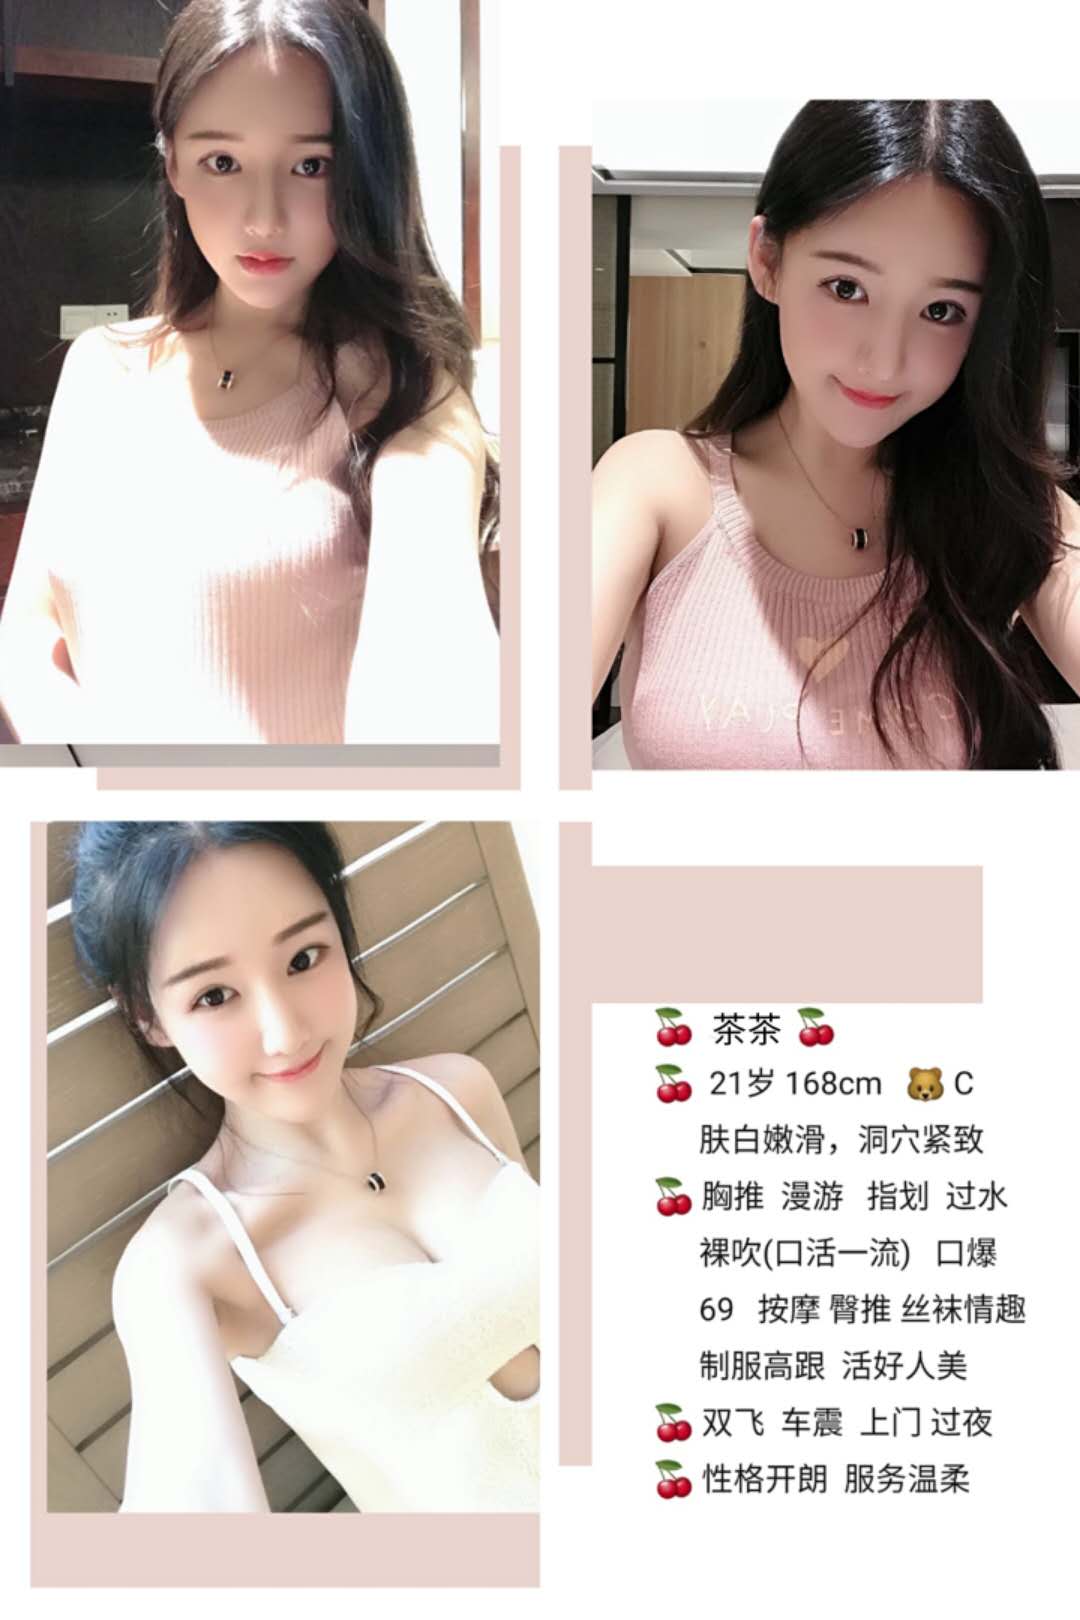 🍒 茶茶 🍒
🍒 21岁 168cm 🐻 C
肤白嫩滑，洞穴紧致
🍒 胸推 漫游 指划 过水
裸吹(口活一流) 口爆
69 按摩 臀推 丝袜情趣
制服高跟 活好人美
🍒 双飞 车震 上门 过夜
🍒 性格开朗 服务温柔